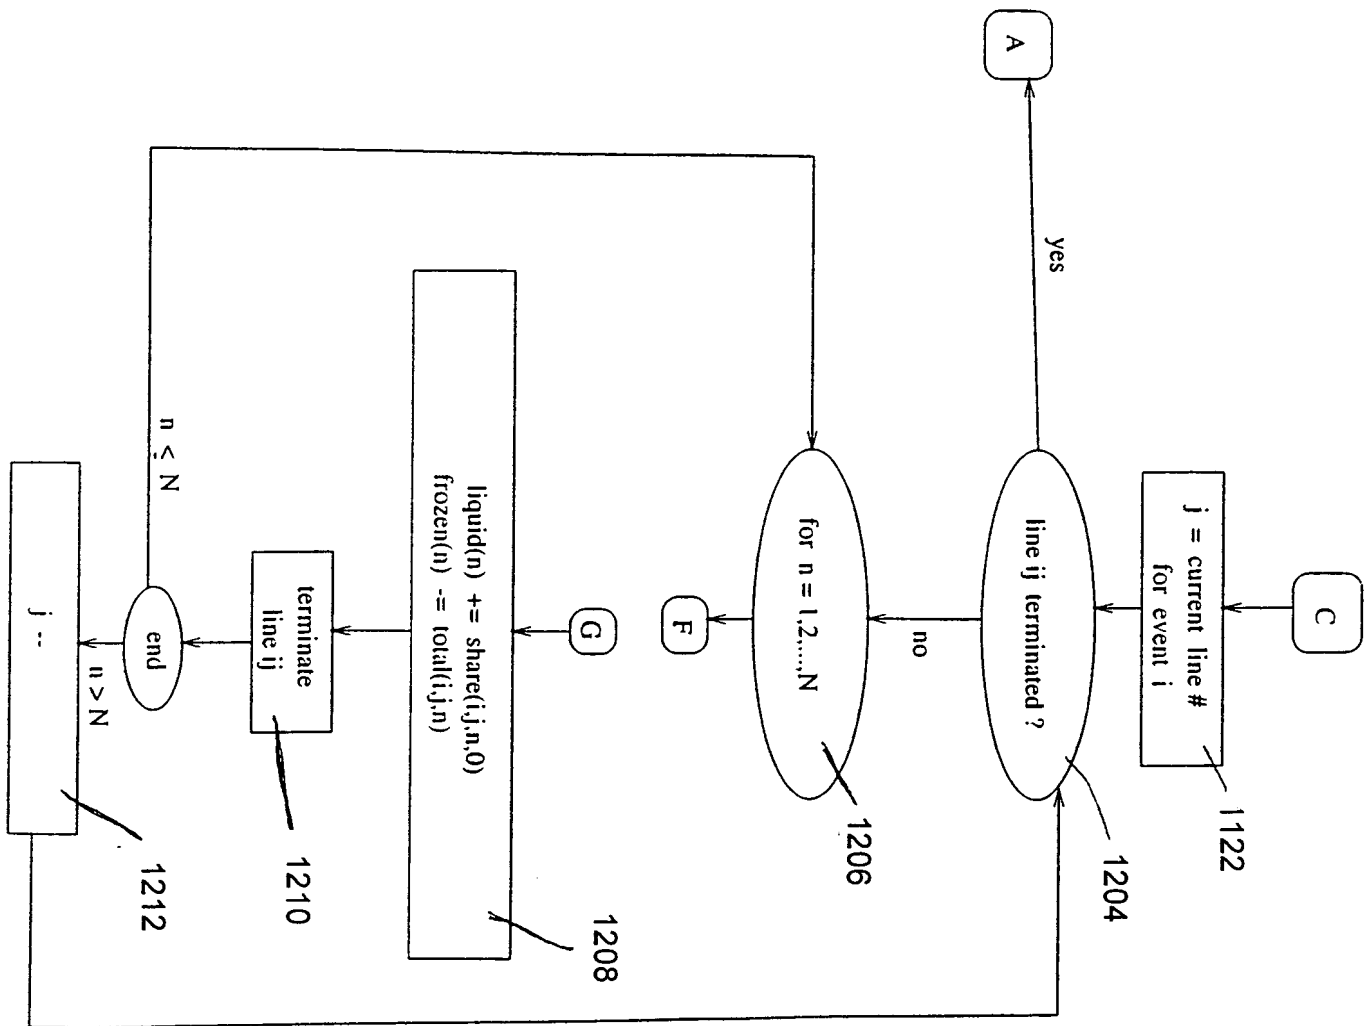 C
j = current line #
for event i
1122
line ij terminated ?
1204
yes
A
no
for n = 1,2,...,N
1206
F
G
liquid(n) += share(i,j,n,0)
frozen(n) -= total(i,j,n)
1208
terminate
line ij
1210
end
n ≤ N
n > N
j --
1212